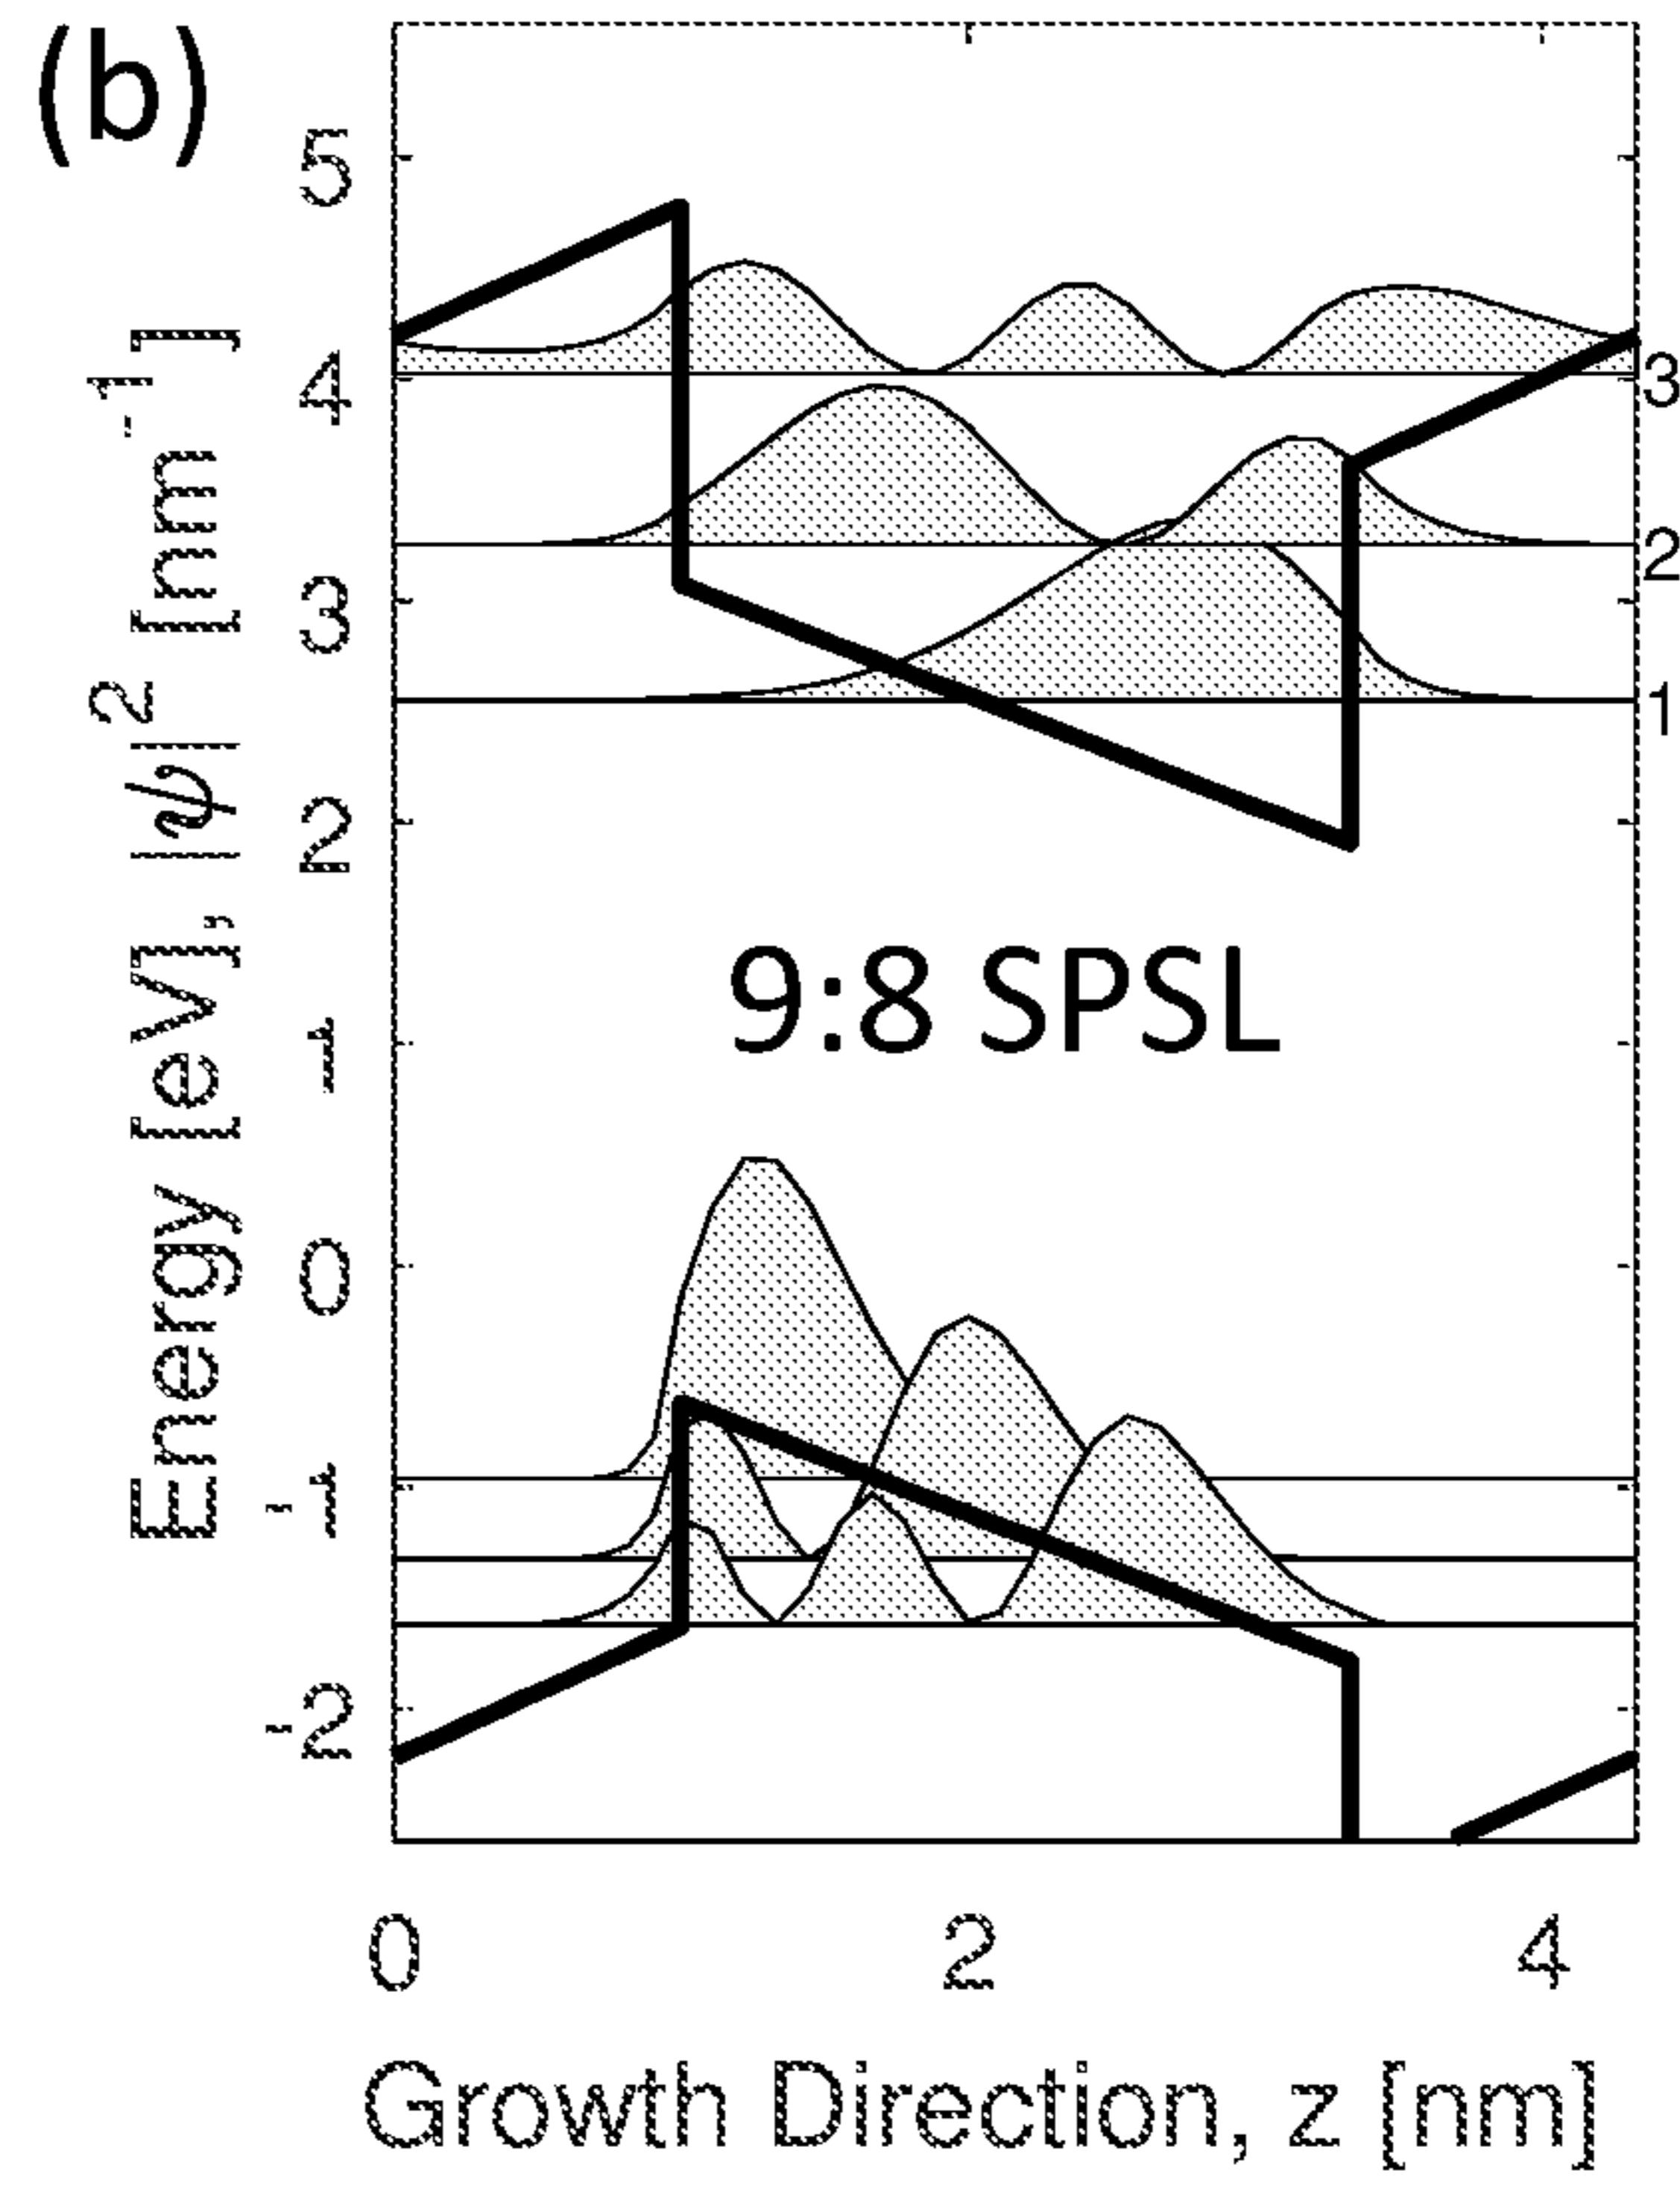 (b)
Energy [eV], |ψ|² [nm⁻¹]
5
4
3
2
1
0
-1
-2
3
2
1
9:8 SPSL
0 2 4
Growth Direction, z [nm]